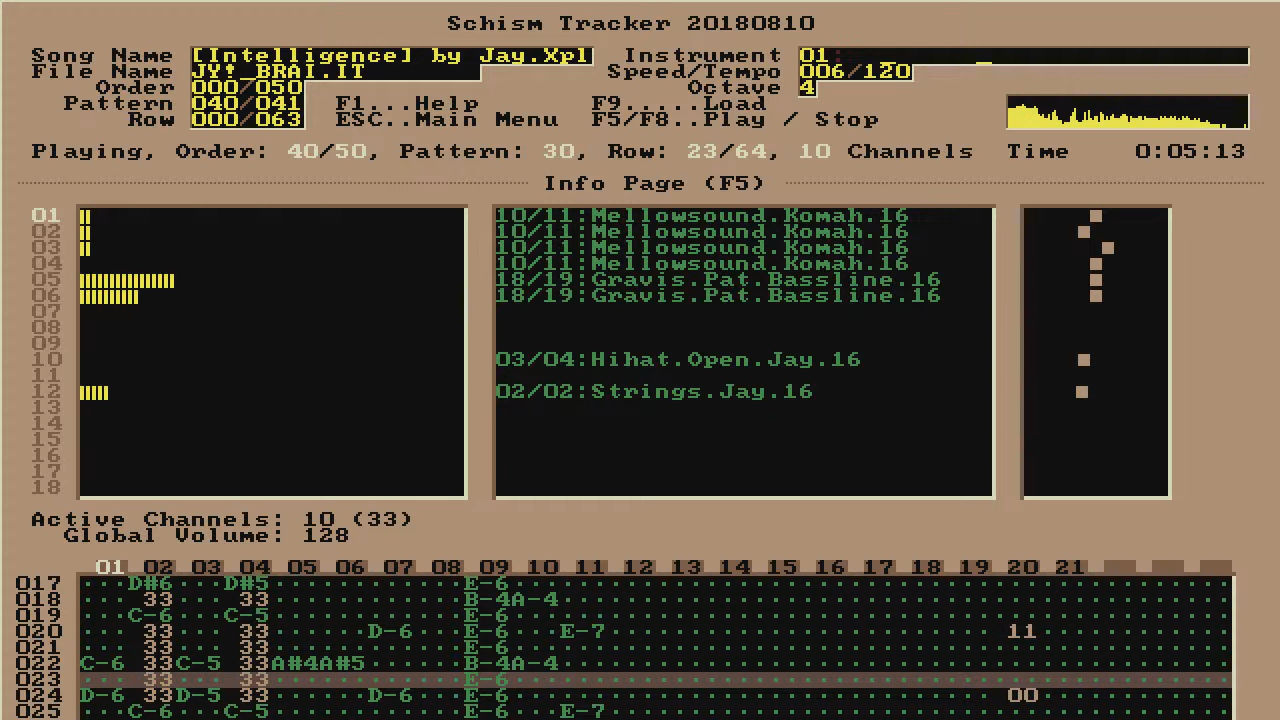 Schism Tracker 20180810
Song Name [Intelligence] by Jay.Xpl Instrument 01:
File Name JY!_BRAI.IT Speed/Tempo 006/120
Order 000/050 Octave 4
Pattern 040/041 F1...Help F9.....Load
Row 000/063 ESC..Main Menu F5/F8..Play / Stop
Playing, Order: 40/50, Pattern: 30, Row: 23/64, 10 Channels Time 0:05:13
Info Page (F5)
01 10/11:Mellowsound.Komah.16
02 10/11:Mellowsound.Komah.16
03 10/11:Mellowsound.Komah.16
04 10/11:Mellowsound.Komah.16
05 18/19:Gravis.Pat.Bassline.16
06 18/19:Gravis.Pat.Bassline.16
07
08
09
10 03/04:Hihat.Open.Jay.16
11
12 02/02:Strings.Jay.16
13
14
15
16
17
18
Active Channels: 10 (33)
Global Volume: 128
01 02 03 04 05 06 07 08 09 10 11 12 13 14 15 16 17 18 19 20 21
017 ...D#6...D#5............E-6
018 ... 33... 33............B-4A-4
019 ...C-6...C-5............E-6
020 ... 33... 33......D-6...E-6...E-7 11
021 ... 33... 33............E-6
022 C-6 33C-5 33A#4A#5......B-4A-4
023 ... 33... 33............E-6
024 D-6 33D-5 33......D-6...E-6 00
025 ...C-6...C-5............E-6...E-7